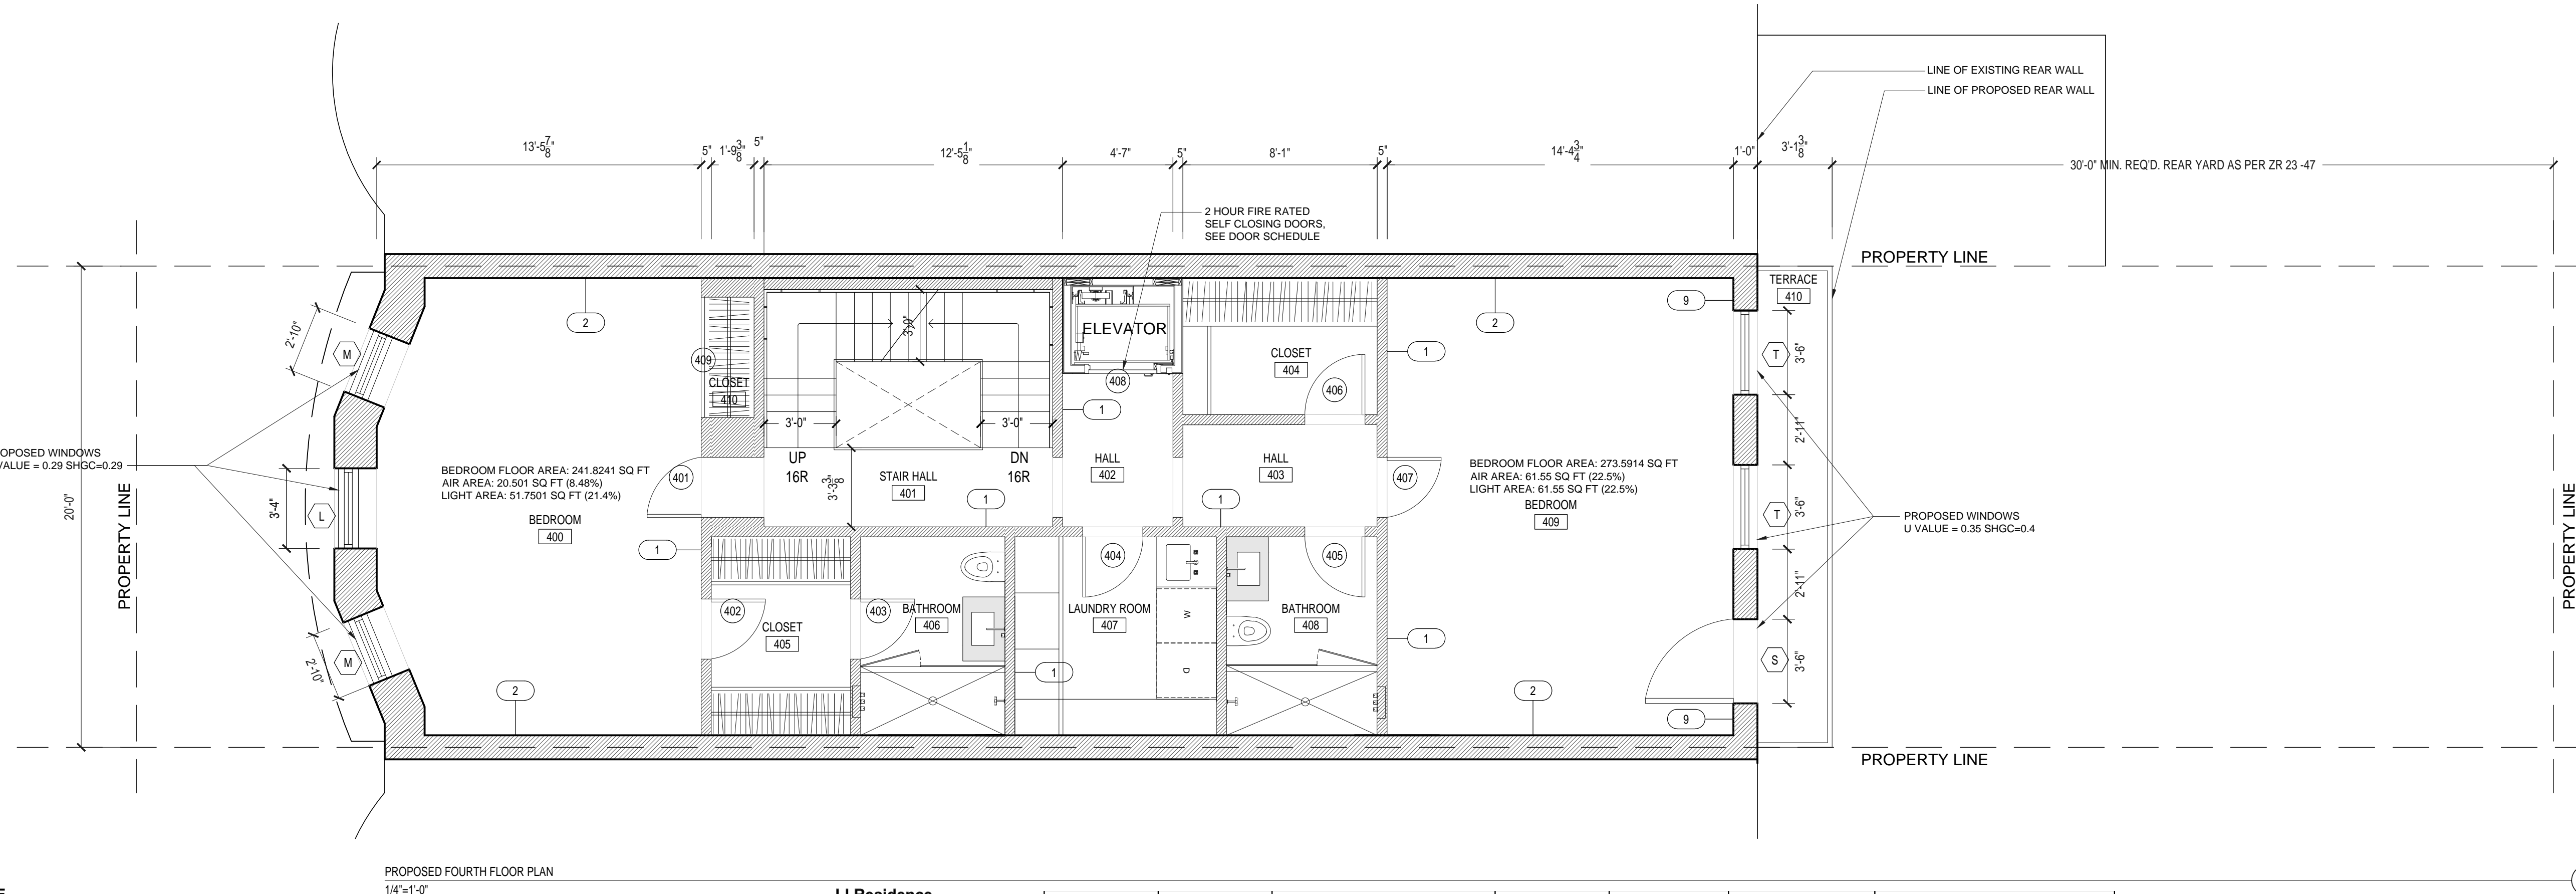 LINE OF EXISTING REAR WALL
LINE OF PROPOSED REAR WALL
13'-5 7/8"
5"
1'-9 3/8"
5"
12'-5 1/8"
4'-7"
5"
8'-1"
5"
14'-4 3/4"
1'-0"
3'-1 3/8"
30'-0" MIN. REQ'D. REAR YARD AS PER ZR 23 -47
2 HOUR FIRE RATED
SELF CLOSING DOORS,
SEE DOOR SCHEDULE
PROPERTY LINE
TERRACE
410
2
2
9
2'-10"
M
3'-0"
ELEVATOR
409
CLOSET
410
408
CLOSET
404
406
1
1
T
3'-6"
3'-0"
3'-0"
2'-11"
OPOSED WINDOWS
VALUE = 0.29 SHGC=0.29
BEDROOM FLOOR AREA: 241.8241 SQ FT
AIR AREA: 20.501 SQ FT (8.48%)
LIGHT AREA: 51.7501 SQ FT (21.4%)
BEDROOM
400
401
UP
16R
3'-3 3/8"
STAIR HALL
401
DN
16R
HALL
402
HALL
403
407
BEDROOM FLOOR AREA: 273.5914 SQ FT
AIR AREA: 61.55 SQ FT (22.5%)
LIGHT AREA: 61.55 SQ FT (22.5%)
BEDROOM
409
20'-0"
PROPERTY LINE
3'-4"
L
1
1
1
T
3'-6"
PROPOSED WINDOWS
U VALUE = 0.35 SHGC=0.4
PROPERTY LINE
404
405
2'-11"
402
403
CLOSET
405
BATHROOM
406
LAUNDRY ROOM
407
W
D
BATHROOM
408
1
1
2'-10"
M
2
2
S
3'-6"
9
PROPERTY LINE
PROPOSED FOURTH FLOOR PLAN
1/4"=1'-0"